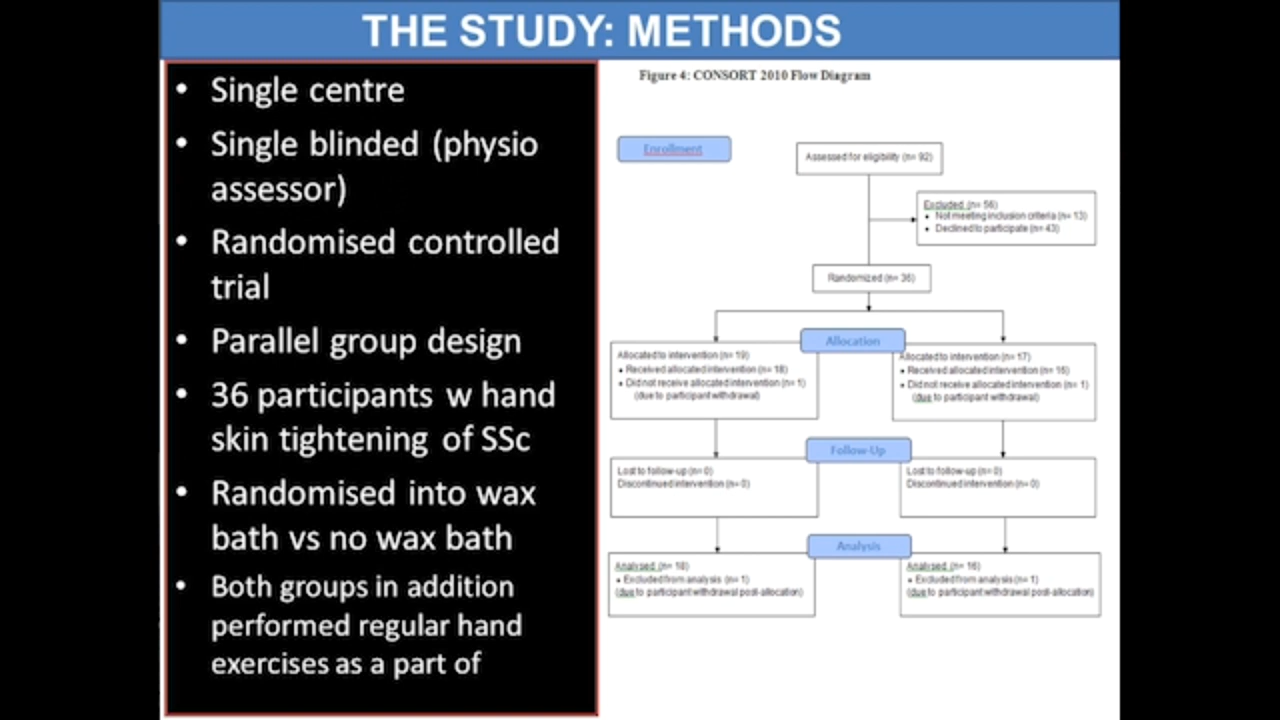 THE STUDY: METHODS
• Single centre
• Single blinded (physio
assessor)
• Randomised controlled
trial
• Parallel group design
• 36 participants w hand
skin tightening of SSc
• Randomised into wax
bath vs no wax bath
• Both groups in addition
performed regular hand
exercises as a part of
Figure 4: CONSORT 2010 Flow Diagram
Enrollment
Assessed for eligibility (n= 92)
Excluded (n= 56)
• Not meeting inclusion criteria (n= 13)
• Declined to participate (n= 43)
Randomized (n= 36)
Allocation
Allocated to intervention (n= 19)
• Received allocated intervention (n= 18)
• Did not receive allocated intervention (n= 1)
(due to participant withdrawal)
Allocated to intervention (n= 17)
• Received allocated intervention (n= 16)
• Did not receive allocated intervention (n= 1)
(due to participant withdrawal)
Follow-Up
Lost to follow-up (n= 0)
Discontinued intervention (n= 0)
Lost to follow-up (n= 0)
Discontinued intervention (n= 0)
Analysis
Analysed (n= 18)
• Excluded from analysis (n= 1)
(due to participant withdrawal post-allocation)
Analysed (n= 16)
• Excluded from analysis (n= 1)
(due to participant withdrawal post-allocation)